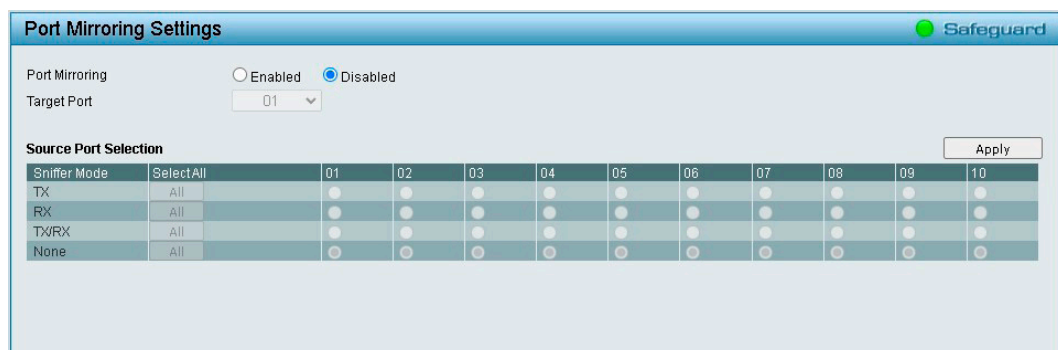 Port Mirroring Settings Safeguard
Port Mirroring Enabled Disabled
Target Port 01
Source Port Selection Apply
Sniffer Mode Select All 01 02 03 04 05 06 07 08 09 10
TX All
RX All
TX/RX All
None All